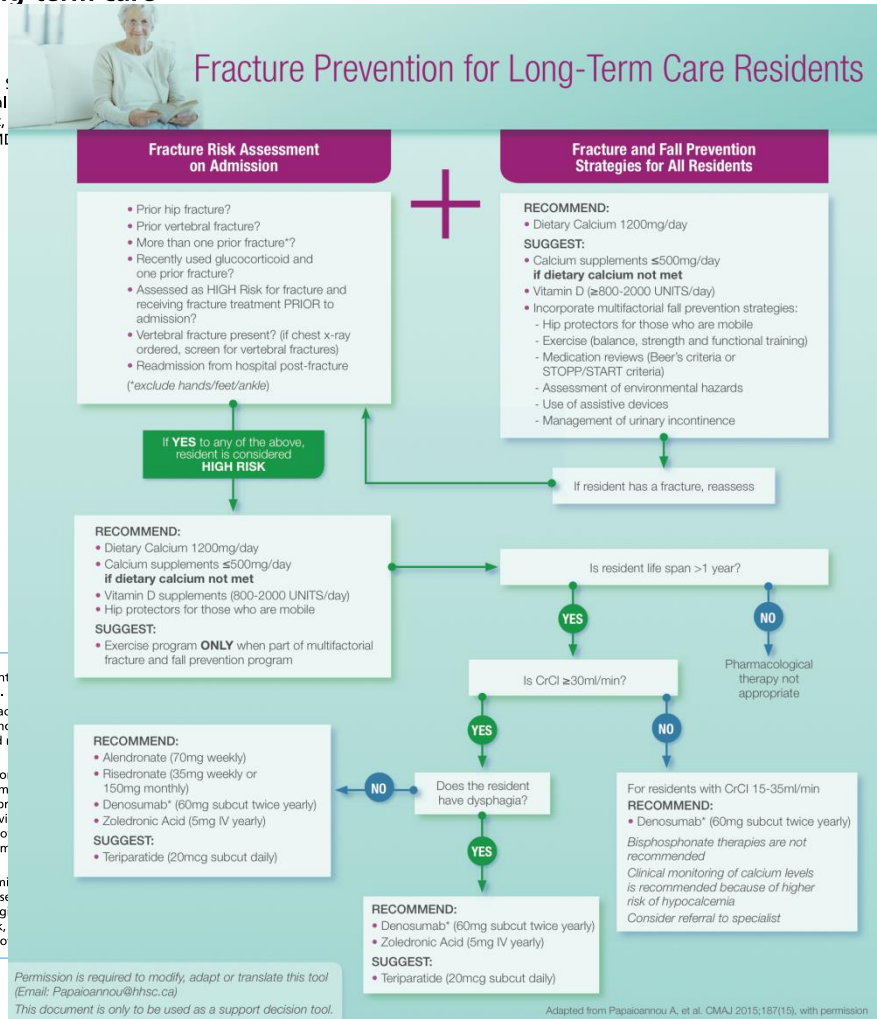 term care
Fracture Prevention for Long-Term Care Residents
Fracture Risk Assessment
on Admission
• Prior hip fracture?
• Prior vertebral fracture?
• More than one prior fracture*?
• Recently used glucocorticoid and
one prior fracture?
• Assessed as HIGH Risk for fracture and
receiving fracture treatment PRIOR to
admission?
• Vertebral fracture present? (if chest x-ray
ordered, screen for vertebral fractures)
• Readmission from hospital post-fracture
(*exclude hands/feet/ankle)
If YES to any of the above,
resident is considered
HIGH RISK
Fracture and Fall Prevention
Strategies for All Residents
RECOMMEND:
• Dietary Calcium 1200mg/day
SUGGEST:
• Calcium supplements ≤500mg/day
if dietary calcium not met
• Vitamin D (≥800-2000 UNITS/day)
• Incorporate multifactorial fall prevention strategies:
- Hip protectors for those who are mobile
- Exercise (balance, strength and functional training)
- Medication reviews (Beer's criteria or
STOPP/START criteria)
- Assessment of environmental hazards
- Use of assistive devices
- Management of urinary incontinence
If resident has a fracture, reassess
RECOMMEND:
• Dietary Calcium 1200mg/day
• Calcium supplements ≤500mg/day
if dietary calcium not met
• Vitamin D supplements (800-2000 UNITS/day)
• Hip protectors for those who are mobile
SUGGEST:
• Exercise program ONLY when part of multifactorial
fracture and fall prevention program
Is resident life span >1 year?
YES
NO
Pharmacological
therapy not
appropriate
Is CrCl ≥30ml/min?
YES
NO
Does the resident
have dysphagia?
NO
YES
RECOMMEND:
• Alendronate (70mg weekly)
• Risedronate (35mg weekly or
150mg monthly)
• Denosumab* (60mg subcut twice yearly)
• Zoledronic Acid (5mg IV yearly)
SUGGEST:
• Teriparatide (20mcg subcut daily)
For residents with CrCl 15-35ml/min
RECOMMEND:
• Denosumab* (60mg subcut twice yearly)
Bisphosphonate therapies are not
recommended
Clinical monitoring of calcium levels
is recommended because of higher
risk of hypocalcemia
Consider referral to specialist
RECOMMEND:
• Denosumab* (60mg subcut twice yearly)
• Zoledronic Acid (5mg IV yearly)
SUGGEST:
• Teriparatide (20mcg subcut daily)
Permission is required to modify, adapt or translate this tool
(Email: Papaioannou@hhsc.ca)
This document is only to be used as a support decision tool.
Adapted from Papaioannou A, et al. CMAJ 2015;187(15), with permission